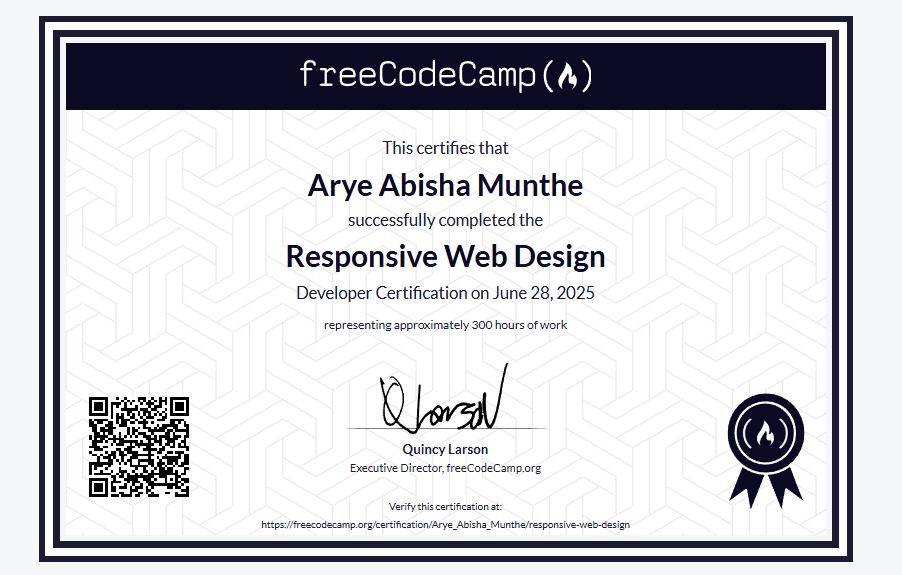 freeCodeCamp
This certifies that
Arye Abisha Munthe
successfully completed the
Responsive Web Design
Developer Certification on June 28, 2025
representing approximately 300 hours of work
Q Larson
Quincy Larson
Executive Director, freeCodeCamp.org
Verify this certification at:
https://freecodecamp.org/certification/Arye_Abisha_Munthe/responsive-web-design